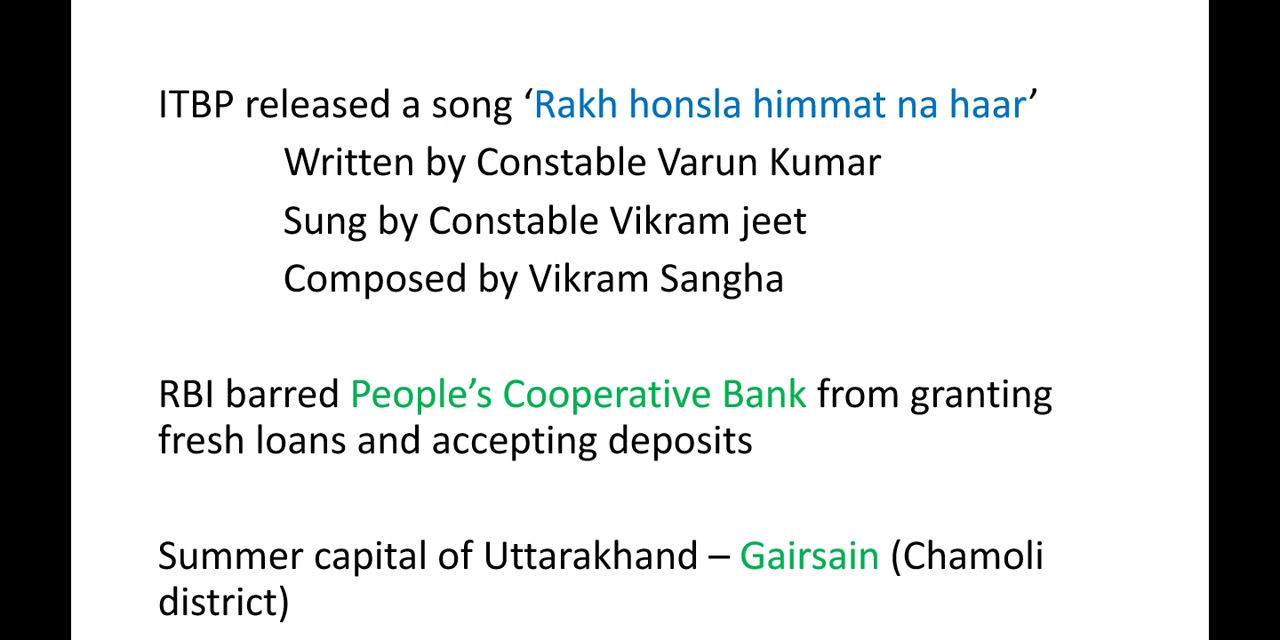 ITBP released a song ‘Rakh honsla himmat na haar’
Written by Constable Varun Kumar
Sung by Constable Vikram jeet
Composed by Vikram Sangha
RBI barred People’s Cooperative Bank from granting
fresh loans and accepting deposits
Summer capital of Uttarakhand – Gairsain (Chamoli
district)